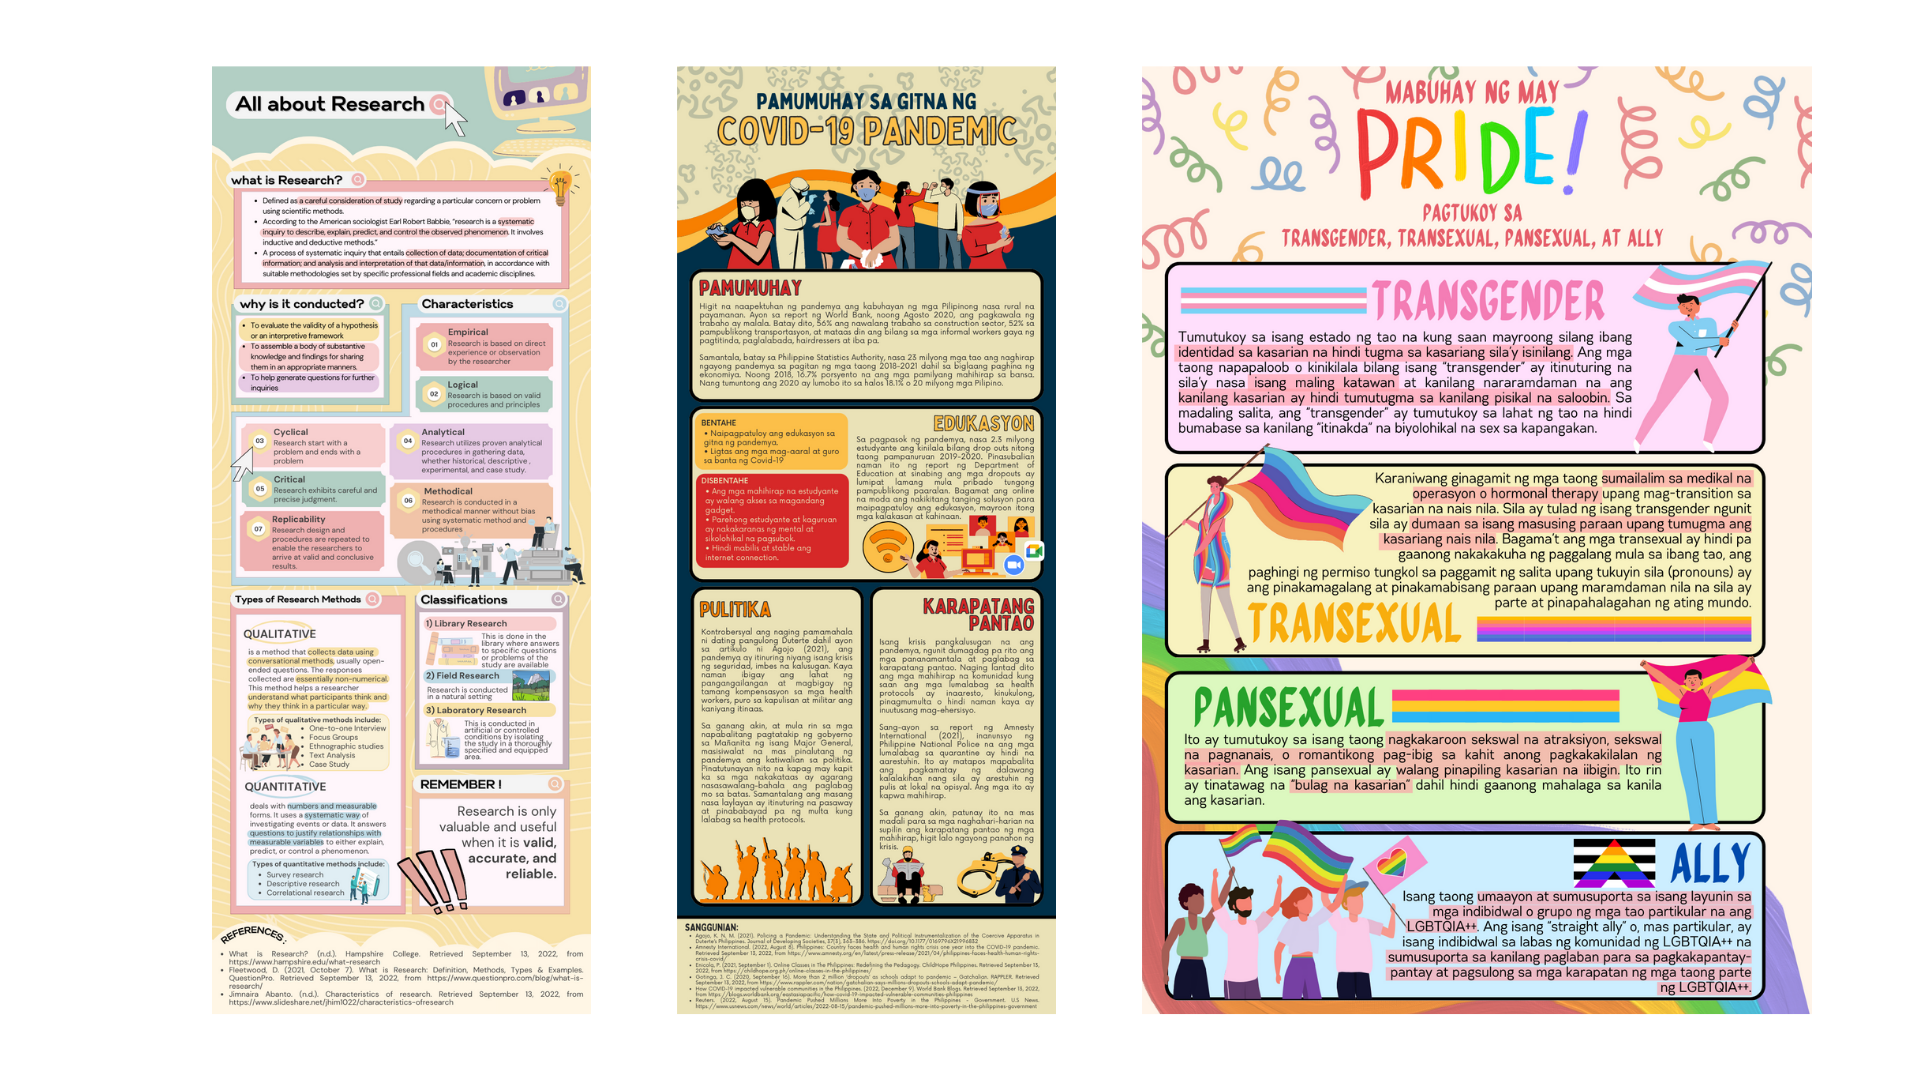 All about Research
what is Research?
• Defined as a careful consideration of study regarding a particular concern or problem
using scientific methods.
• According to the American sociologist Earl Robert Babbie, "research is a systematic
inquiry to describe, explain, predict, and control the observed phenomenon. It involves
inductive and deductive methods."
• A process of systematic inquiry that entails collection of data; documentation of critical
information; and analysis and interpretation of that data/information, in accordance with
suitable methodologies set by specific professional fields and academic disciplines.
why is it conducted?
• To evaluate the validity of a hypothesis
or an interpretive framework
• To assemble a body of substantive
knowledge and findings for sharing
them in an appropriate manners.
• To help generate questions for further
inquiries
Characteristics
01
Empirical
Research is based on direct
experience or observation
by the researcher
02
Logical
Research is based on valid
procedures and principles
03
Cyclical
Research start with a
problem and ends with a
problem
04
Analytical
Research utilizes proven analytical
procedures in gathering data,
whether historical, descriptive,
experimental, and case study.
05
Critical
Research exhibits careful and
precise judgment.
06
Methodical
Research is conducted in a
methodical manner without bias
using systematic method and
procedures
07
Replicability
Research design and
procedures are repeated to
enable the researchers to
arrive at valid and conclusive
results.
Types of Research Methods
QUALITATIVE
is a method that collects data using
conversational methods, usually open-
ended questions. The responses
collected are essentially non-numerical.
This method helps a researcher
understand what participants think and
why they think in a particular way.
Types of qualitative methods include:
• One-to-one Interview
• Focus Groups
• Ethnographic studies
• Text Analysis
• Case Study
QUANTITATIVE
deals with numbers and measurable
forms. It uses a systematic way of
investigating events or data. It answers
questions to justify relationships with
measurable variables to either explain,
predict, or control a phenomenon.
Types of quantitative methods include:
• Survey research
• Descriptive research
• Correlational research
Classifications
1) Library Research
This is done in the
library where answers
to specific questions
or problems of the
study are available
2) Field Research
Research is conducted
in a natural setting
3) Laboratory Research
This is conducted in
artificial or controlled
conditions by isolating
the study in a thoroughly
specified and equipped
area.
REMEMBER !
Research is only
valuable and useful
when it is valid,
accurate, and
reliable.
REFERENCES:
• What is Research? (n.d.). Hampshire College. Retrieved September 13, 2022, from
https://www.hampshire.edu/what-research
• Fleetwood, D. (2021, October 7). What is Research: Definition, Methods, Types & Examples.
QuestionPro. Retrieved September 13, 2022, from https://www.questionpro.com/blog/what-is-
research/
• Jimnaira Abanto. (n.d.). Characteristics of research. Retrieved September 13, 2022, from
https://www.slideshare.net/jhim1022/characteristics-ofresearch
PAMUMUHAY SA GITNA NG
COVID-19 PANDEMIC
PAMUMUHAY
Higit na naapektuhan ng pandemya ang kabuhayan ng mga Pilipinong nasa rural na
payamanan. Ayon sa report ng World Bank, noong Agosto 2020, ang pagkawala ng
trabaho ay malala. Batay dito, 56% ang nawalang trabaho sa construction sector, 52% sa
pampublikong transportasyon, at mataas din ang bilang sa mga informal workers gaya ng
pagtitinda, paglalabada, hairdressers at iba pa.
Samantala, batay sa Philippine Statistics Authority, nasa 23 milyong mga tao ang naghirap
ngayong pandemya sa pagitan ng mga taong 2018-2021 dahil sa biglaang paghina ng
ekonomiya. Noong 2018, 16.7% porsyento na ang mga pamilyang mahihirap sa bansa.
Nang tumuntong ang 2020 ay lumobo ito sa halos 18.1% o 20 milyong mga Pilipino.
BENTAHE
• Naipagpatuloy ang edukasyon sa
gitna ng pandemya.
• Ligtas ang mga mag-aaral at guro
sa banta ng Covid-19
DISBENTAHE
• Ang mga mahihirap na estudyante
ay walang akses sa magandang
gadget.
• Parehong estudyante at kagunan
ay nakakaranas ng mental at
sikolohikal na pagsubok.
• Hindi mabilis at stable ang
internet connection.
EDUKASYON
Sa pagpasok ng pandemya, nasa 2.3 milyong
estudyante ang kinilala bilang drop outs nitong
taong pampanuruan 2019-2020. Pinasubalian
naman ito ng report ng Department of
Education at sinabing ang mga dropouts ay
lumipat lamang mula pribado tungong
pampublikong paaralan. Bagamat ang online
na moda ang nakikitang tanging solusyon para
maipagpatuloy ang edukasyon, mayroon itong
mga kalakasan at kahinaan.
PULITIKA
Kontrobersyal ang naging pamamahala
ni dating pangulong Duterte dahil ayon
sa artikulo ni Agojo (2021), ang
pandemya ay itinuring niyang isang krisis
ng seguridad, imbes na kalusugan. Kaya
naman ibigay ang lahat ng
pangangailangan at magbigay ng
tamang kompensasyon sa mga health
workers, puro sa kapulisan at militar ang
kaniyang itinaas.
Sa ganang akin, at mula rin sa mga
napabalitang pagtatakip ng gobyerno
sa Mañanita ng isang Major General,
masisiwalat na mas pinalutang ng
pandemya ang katiwalian sa politika.
Pinatutunayan nito na kapag may kapit
ka sa mga nakakataas ay agarang
nasasawalang-bahala ang paglabag
mo sa batas. Samantalang ang masang
nasa laylayan ay itinuring na pasaway
at pinababayad pa ng multa kung
lalabag sa health protocols.
KARAPATANG
PANTAO
Isang krisis pangkalusugan na ang
pandemya, ngunit dumagdag pa rito ang
mga pananamantala at paglabag sa
karapatang pantao. Naging lantad dito
ang mga mahihirap na komunidad kung
saan ang mga lumalabag sa health
protocols ay inaaresto, kinukulong,
pinagmumulta o hindi naman kaya ay
inuutusang mag-ehersisyo.
Sang-ayon sa report ng Amnesty
International (2021), inanunsyo ng
Philippine National Police na ang mga
lumalabag sa quarantine ay hindi na
aarestuhin. Ito ay matapos mapabalita
ang pagkamatay ng dalawang
kalalakihan nang sila ay arestuhin ng
pulis at lokal na opisyal. Ang mga ito ay
kapwa mahirap.
Sa ganang akin, patunay ito na mas
madali para sa mga naghahari-harian na
supilin ang karapatang pantao ng mga
mahihirap, higit lalo ngayong panahon ng
krisis.
SANGGUNIAN:
MABUHAY NG MAY
PRIDE!
PAGTUKOY SA
TRANSGENDER, TRANSEXUAL, PANSEXUAL, AT ALLY
TRANSGENDER
Tumutukoy sa isang estado ng tao na kung saan mayroong silang ibang
identidad sa kasarian na hindi tugma sa kasariang sila'y isinilang. Ang mga
taong napapaloob o kinikilala bilang isang "transgender" ay itinuturing na
sila'y nasa isang maling katawan at kanilang nararamdaman na ang
kanilang kasarian ay hindi tumutugma sa kanilang pisikal na saloobin. Sa
madaling salita, ang "transgender" ay tumutukoy sa lahat ng tao na hindi
bumabase sa kanilang "itinakda" na biyolohikal na sex sa kapangakan.
Karaniwang ginagamit ng mga taong sumailalim sa medikal na
operasyon o hormonal therapy upang mag-transition sa
kasarian na nais nila. Sila ay tulad ng isang transgender ngunit
sila ay dumaan sa isang masusing paraan upang tumugma ang
kasariang nais nila. Bagama't ang mga transexual ay hindi pa
gaanong nakakakuha ng paggalang mula sa ibang tao, ang
paghingi ng permiso tungkol sa paggamit ng salita upang tukuyin sila (pronouns) ay
ang pinakamagalang at pinakamabisang paraan upang maramdaman nila na sila ay
parte at pinapahalagahan ng ating mundo.
TRANSEXUAL
PANSEXUAL
Ito ay tumutukoy sa isang taong nagkakaroon sekswal na atraksiyon, sekswal
na pagnanais, o romantikong pag-ibig sa kahit anong pagkakakilalan ng
kasarian. Ang isang pansexual ay walang pinapiling kasarian na iibigin. Ito rin
ay tinatawag na "bulag na kasarian" dahil hindi gaanong mahalaga sa kanila
ang kasarian.
ALLY
Isang taong umaayon at sumusuporta sa isang layunin sa
mga indibidwal o grupo ng mga tao partikular na ang
LGBTQIA++. Ang isang "straight ally" o, mas partikular, ay
isang indibidwal sa labas ng komunidad ng LGBTQIA++ na
sumusuporta sa kanilang paglaban para sa pagkakapantay-
pantay at pagsulong sa mga karapatan ng mga taong parte
ng LGBTQIA++.